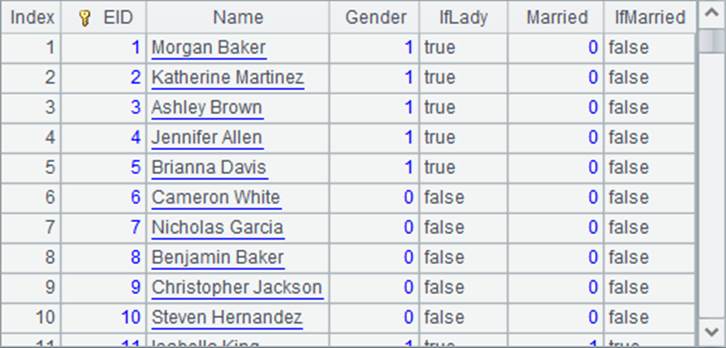 Index EID Name Gender IfLady Married IfMarried
1 1 Morgan Baker 1 true 0 false
2 2 Katherine Martinez 1 true 0 false
3 3 Ashley Brown 1 true 0 false
4 4 Jennifer Allen 1 true 0 false
5 5 Brianna Davis 1 true 0 false
6 6 Cameron White 0 false 0 false
7 7 Nicholas Garcia 0 false 0 false
8 8 Benjamin Baker 0 false 0 false
9 9 Christopher Jackson 0 false 0 false
10 10 Steven Hernandez 0 false 0 false
11 11 Isabella King 1 true 1 true